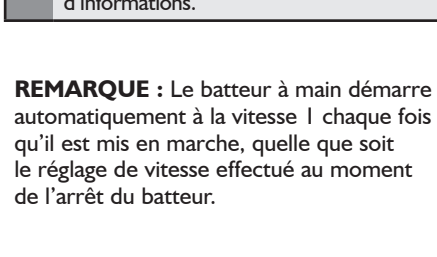 d'informations.
REMARQUE : Le batteur à main démarre
automatiquement à la vitesse 1 chaque fois
qu'il est mis en marche, quelle que soit
le réglage de vitesse effectué au moment
de l'arrêt du batteur.